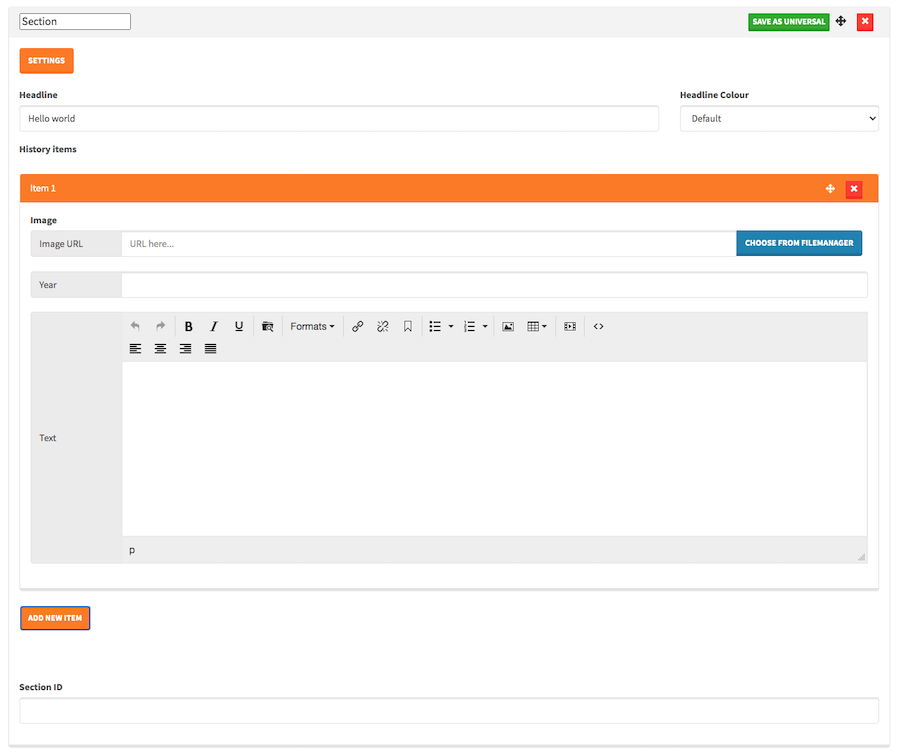 Section SAVE AS UNIVERSAL
SETTINGS
Headline Headline Colour
Hello world Default
History items
Item 1
Image
Image URL URL here... CHOOSE FROM FILEMANAGER
Year
B I U Formats
Text
p
ADD NEW ITEM
Section ID